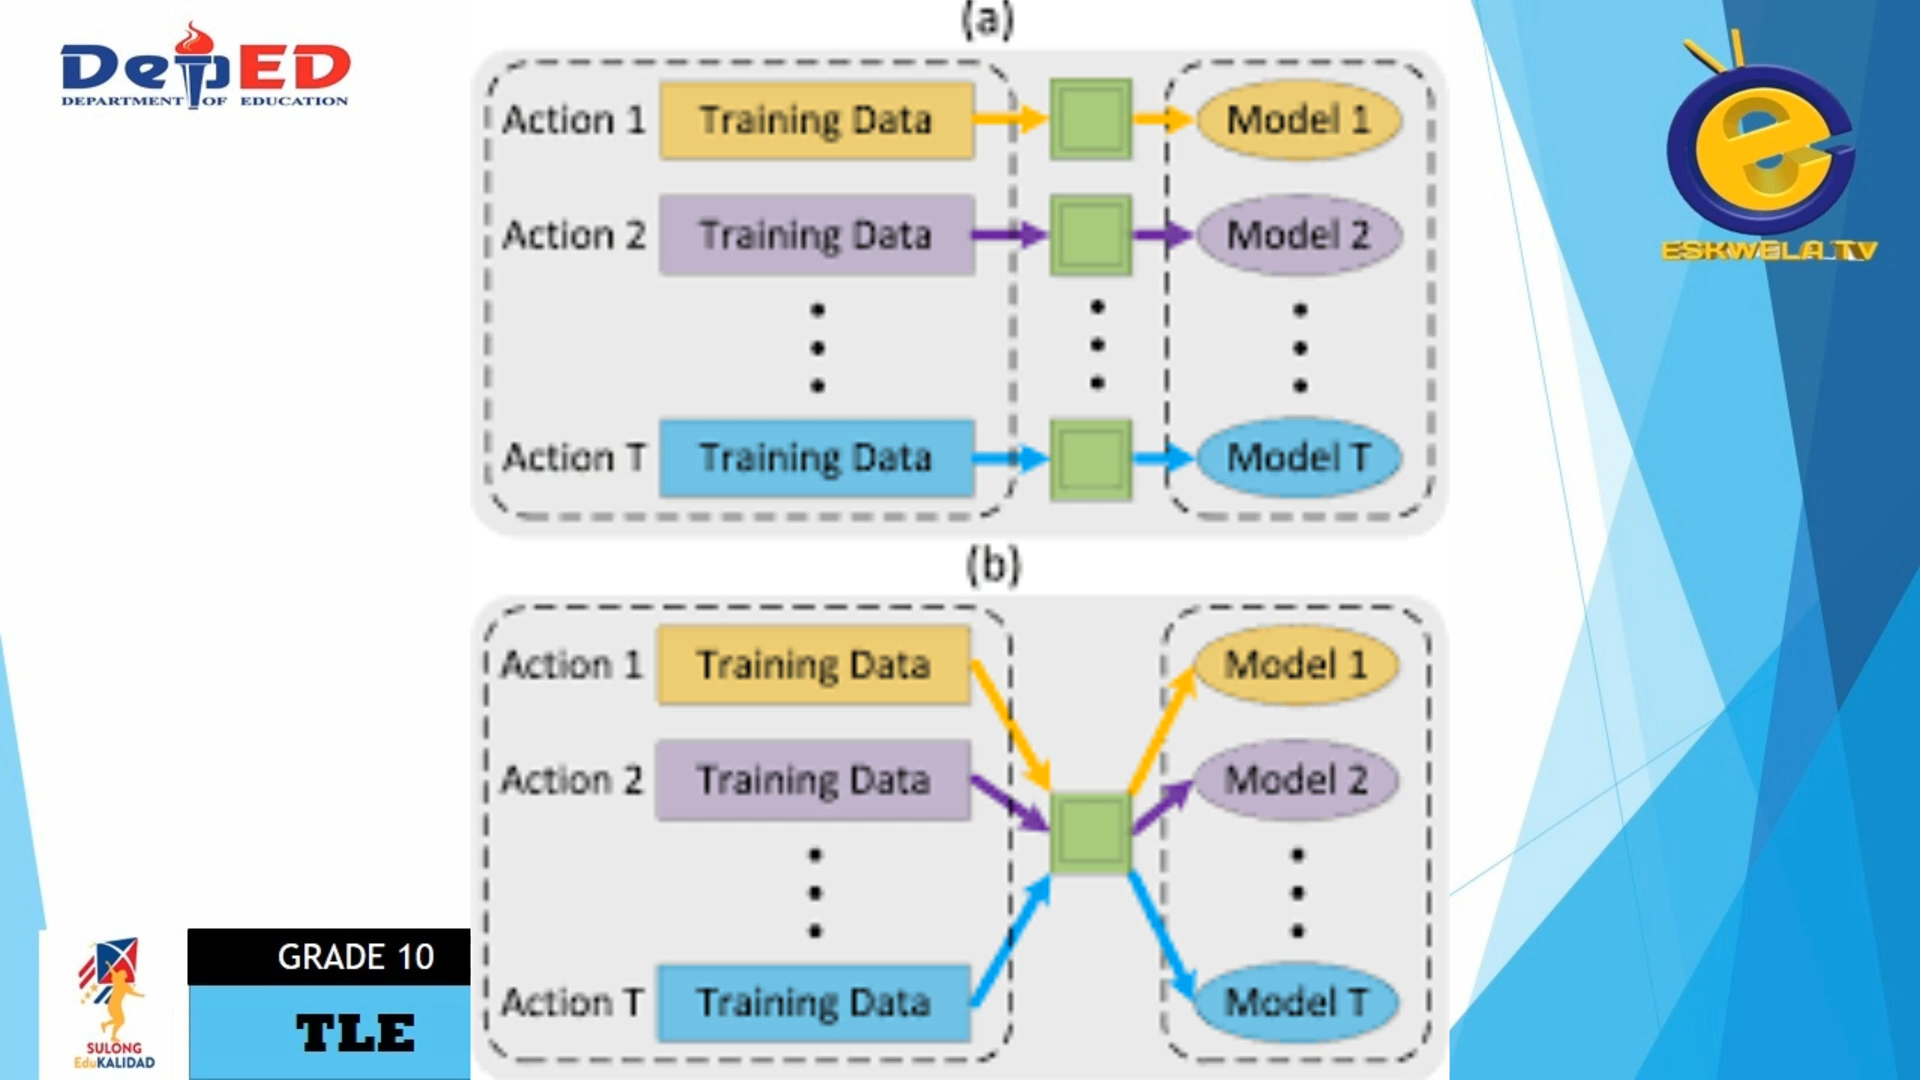 DepED
DEPARTMENT OF EDUCATION
(a)
Action 1 Training Data Model 1
Action 2 Training Data Model 2
Action T Training Data Model T
(b)
Action 1 Training Data Model 1
Action 2 Training Data Model 2
Action T Training Data Model T
e
ESKWELA TV
SULONG
EduKALIDAD
GRADE 10
TLE